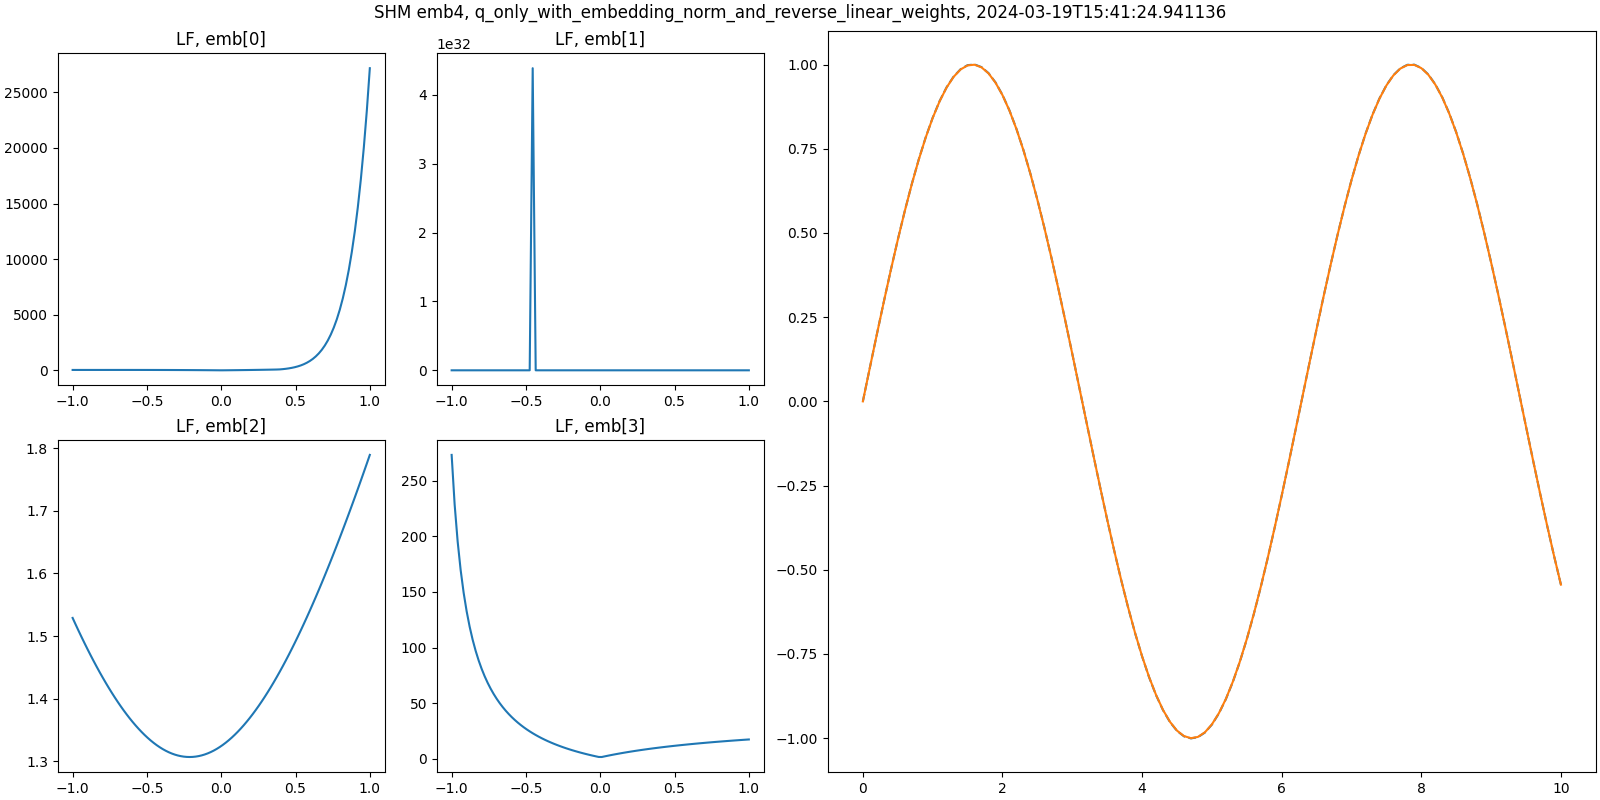 SHM emb4, q_only_with_embedding_norm_and_reverse_linear_weights, 2024-03-19T15:41:24.941136
LF, emb[0]
25000
20000
15000
10000
5000
0
−1.0 −0.5 0.0 0.5 1.0
LF, emb[1]
1e32
4
3
2
1
0
−1.0 −0.5 0.0 0.5 1.0
LF, emb[2]
1.8
1.7
1.6
1.5
1.4
1.3
−1.0 −0.5 0.0 0.5 1.0
LF, emb[3]
250
200
150
100
50
0
−1.0 −0.5 0.0 0.5 1.0
1.00
0.75
0.50
0.25
0.00
−0.25
−0.50
−0.75
−1.00
0 2 4 6 8 10